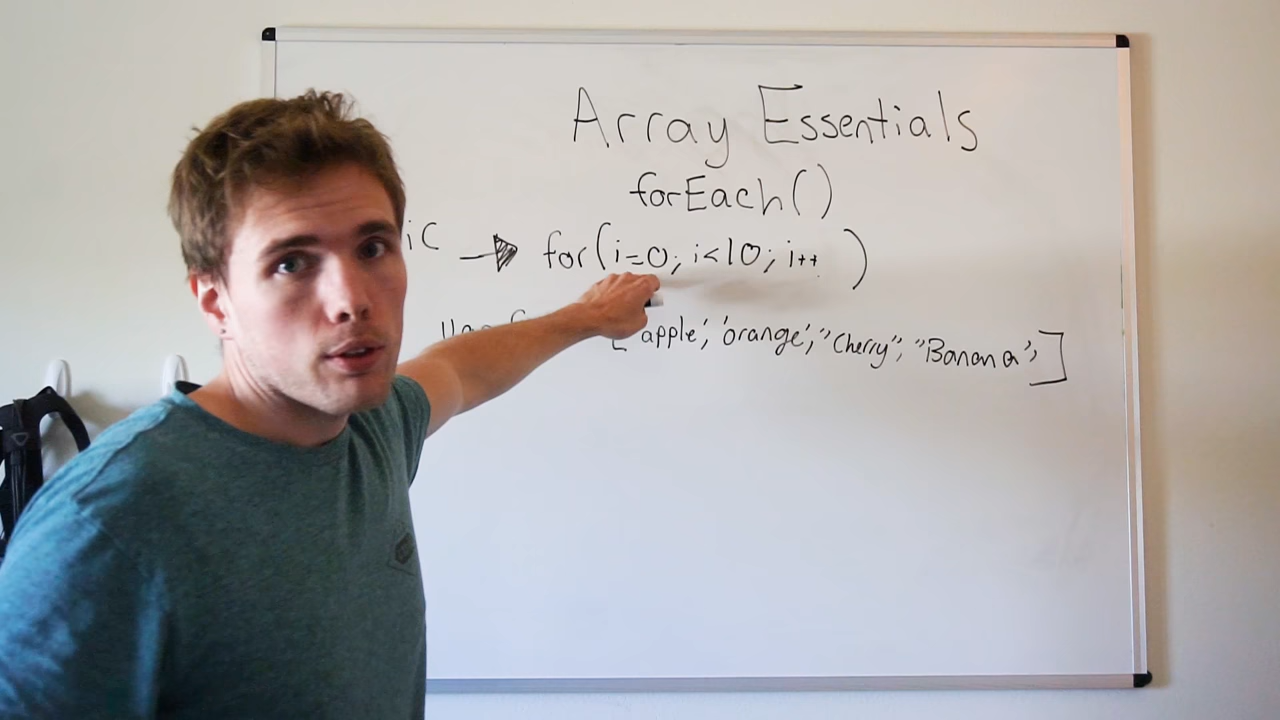 Array Essentials
forEach()
ic → for(i=0; i<10; i++ )
['apple', 'orange', "Cherry", "Banana",]